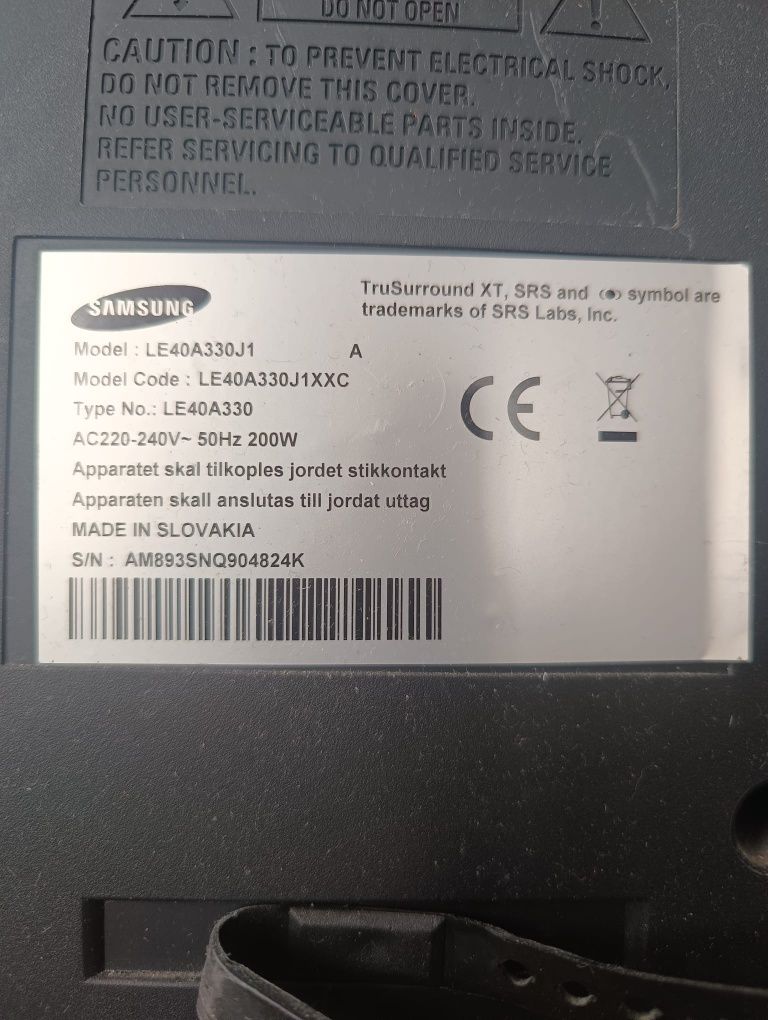 DO NOT OPEN
CAUTION : TO PREVENT ELECTRICAL SHOCK,
DO NOT REMOVE THIS COVER.
NO USER-SERVICEABLE PARTS INSIDE.
REFER SERVICING TO QUALIFIED SERVICE
PERSONNEL.
SAMSUNG
TruSurround XT, SRS and (●) symbol are
trademarks of SRS Labs, Inc.
Model : LE40A330J1 A
Model Code : LE40A330J1XXC
Type No.: LE40A330
AC220-240V~ 50Hz 200W
Apparatet skal tilkoples jordet stikkontakt
Apparaten skall anslutas till jordat uttag
MADE IN SLOVAKIA
S/N : AM893SNQ904824K
CE